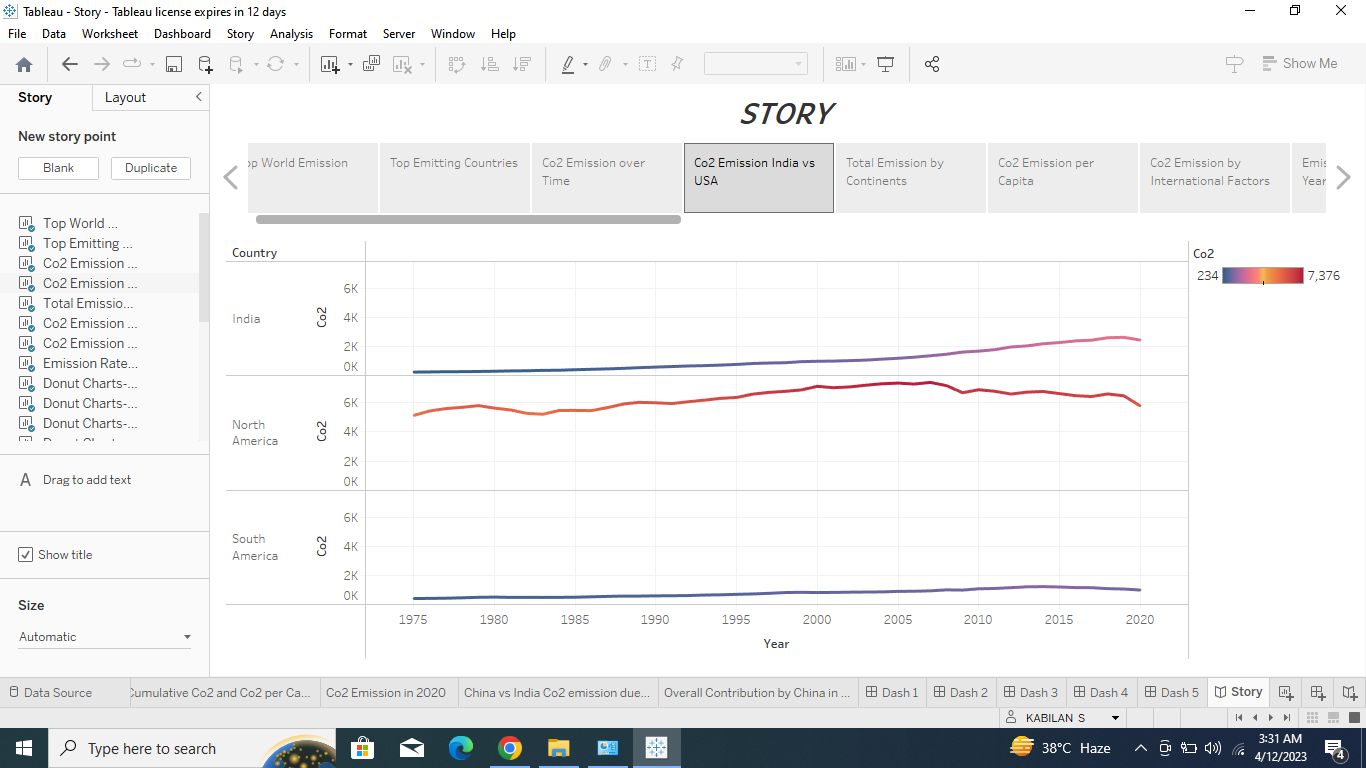 Tableau - Story - Tableau license expires in 12 days
File Data Worksheet Dashboard Story Analysis Format Server Window Help
Show Me
Story Layout
New story point
Blank Duplicate
Top World ...
Top Emitting ...
Co2 Emission ...
Co2 Emission ...
Total Emissio...
Co2 Emission ...
Co2 Emission ...
Emission Rate...
Donut Charts-...
Donut Charts-...
Donut Charts-...
A Drag to add text
Show title
Size
Automatic
STORY
op World Emission
Top Emitting Countries
Co2 Emission over
Time
Co2 Emission India vs
USA
Total Emission by
Continents
Co2 Emission per
Capita
Co2 Emission by
International Factors
Emis
Year
Country
India
Co2
6K
4K
2K
0K
North
America
Co2
6K
4K
2K
0K
South
America
Co2
6K
4K
2K
0K
1975 1980 1985 1990 1995 2000 2005 2010 2015 2020
Year
Co2
234 7,376
Data Source Cumulative Co2 and Co2 per Ca... Co2 Emission in 2020 China vs India Co2 emission due... Overall Contribution by China in ... Dash 1 Dash 2 Dash 3 Dash 4 Dash 5 Story
KABILAN S
Type here to search
38°C Haze
3:31 AM
4/12/2023
4